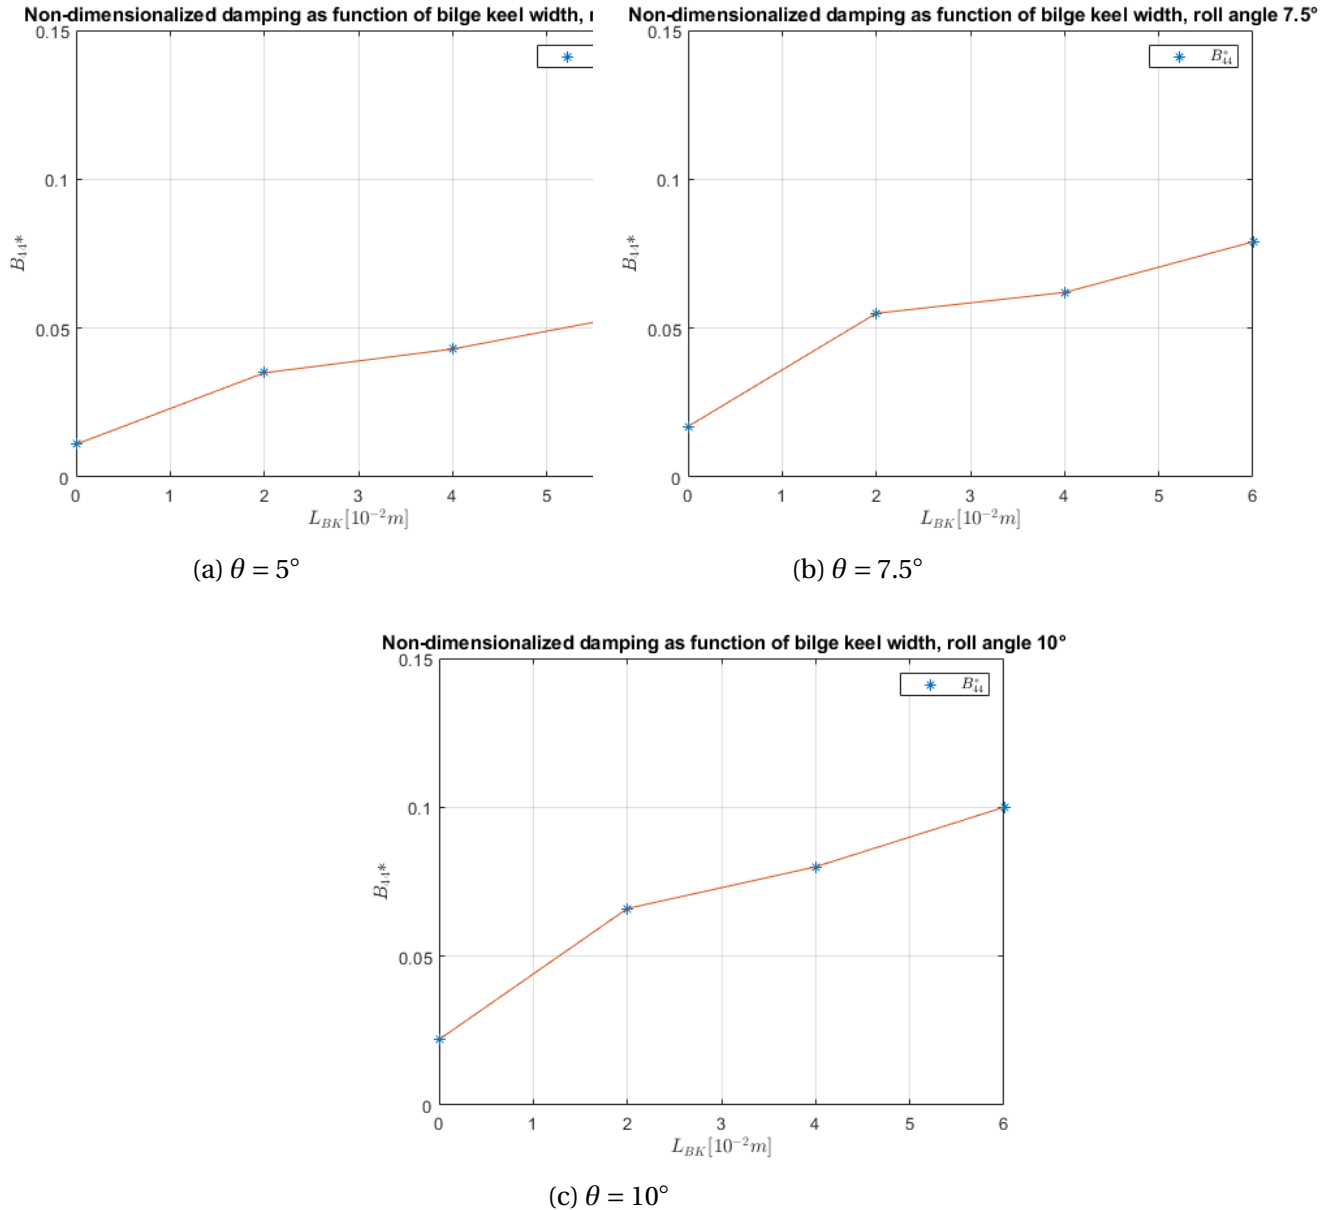 Non-dimensionalized damping as function of bilge keel width,
0.15
0.1
0.05
0
B₄₄*
0 1 2 3 4 5
L_BK[10⁻²m]
(a) θ = 5°
Non-dimensionalized damping as function of bilge keel width, roll angle 7.5°
0.15
B*₄₄
0.1
0.05
0
B₄₄*
0 1 2 3 4 5 6
L_BK[10⁻²m]
(b) θ = 7.5°
Non-dimensionalized damping as function of bilge keel width, roll angle 10°
0.15
B*₄₄
0.1
0.05
0
B₄₄*
0 1 2 3 4 5 6
L_BK[10⁻²m]
(c) θ = 10°